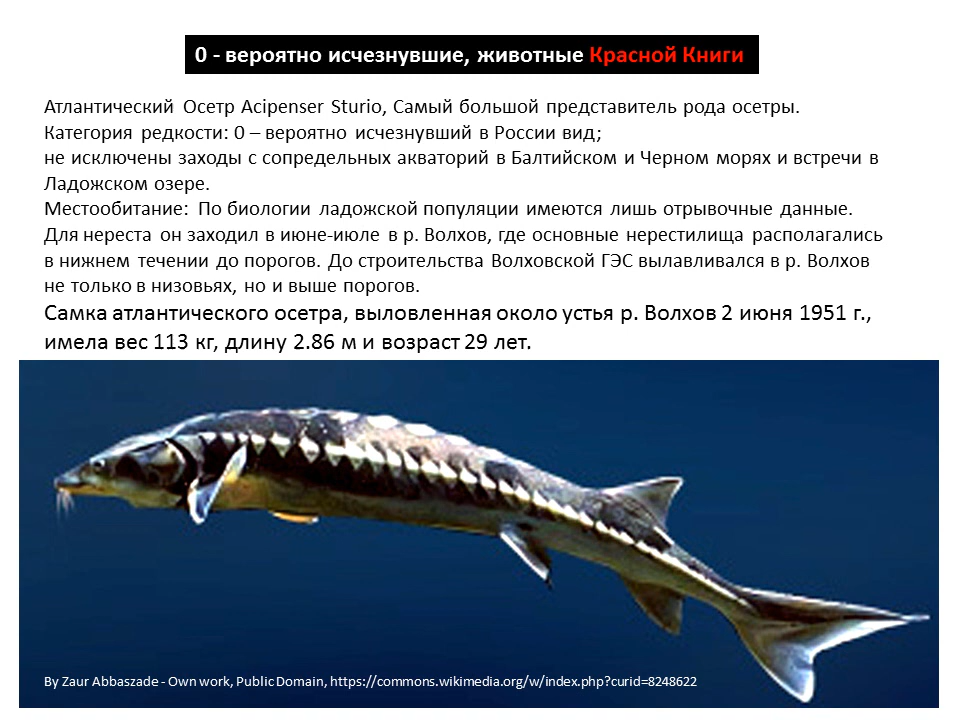 0 - вероятно исчезнувшие, животные Красной Книги
Атлантический Осетр Acipenser Sturio, Самый большой представитель рода осетры.
Категория редкости: 0 – вероятно исчезнувший в России вид;
не исключены заходы с сопредельных акваторий в Балтийском и Черном морях и встречи в
Ладожском озере.
Местообитание: По биологии ладожской популяции имеются лишь отрывочные данные.
Для нереста он заходил в июне-июле в р. Волхов, где основные нерестилища располагались
в нижнем течении до порогов. До строительства Волховской ГЭС вылавливался в р. Волхов
не только в низовьях, но и выше порогов.
Самка атлантического осетра, выловленная около устья р. Волхов 2 июня 1951 г.,
имела вес 113 кг, длину 2.86 м и возраст 29 лет.
By Zaur Abbaszade - Own work, Public Domain, https://commons.wikimedia.org/w/index.php?curid=8248622